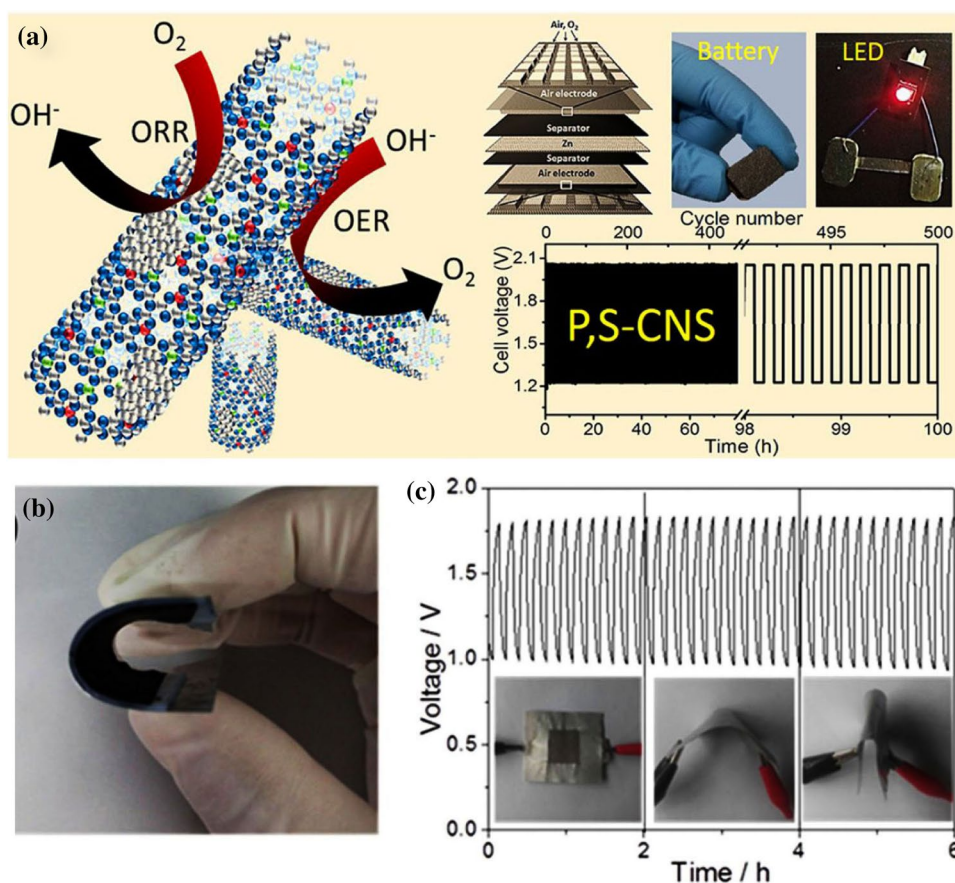 (a)
O2
OH-
ORR
OH-
OER
O2
Air, O2
Air electrode
Separator
Zn
Separator
Air electrode
Battery
LED
Cycle number
0 100 200 300 400 495 500
Cell voltage (V)
2.1
1.8
1.5
1.2
P,S-CNS
0 20 40 60 80 98 99 100
Time (h)
(b)
(c)
Voltage / V
2.0
1.5
1.0
0.5
0.0
0 2 4 6
Time / h